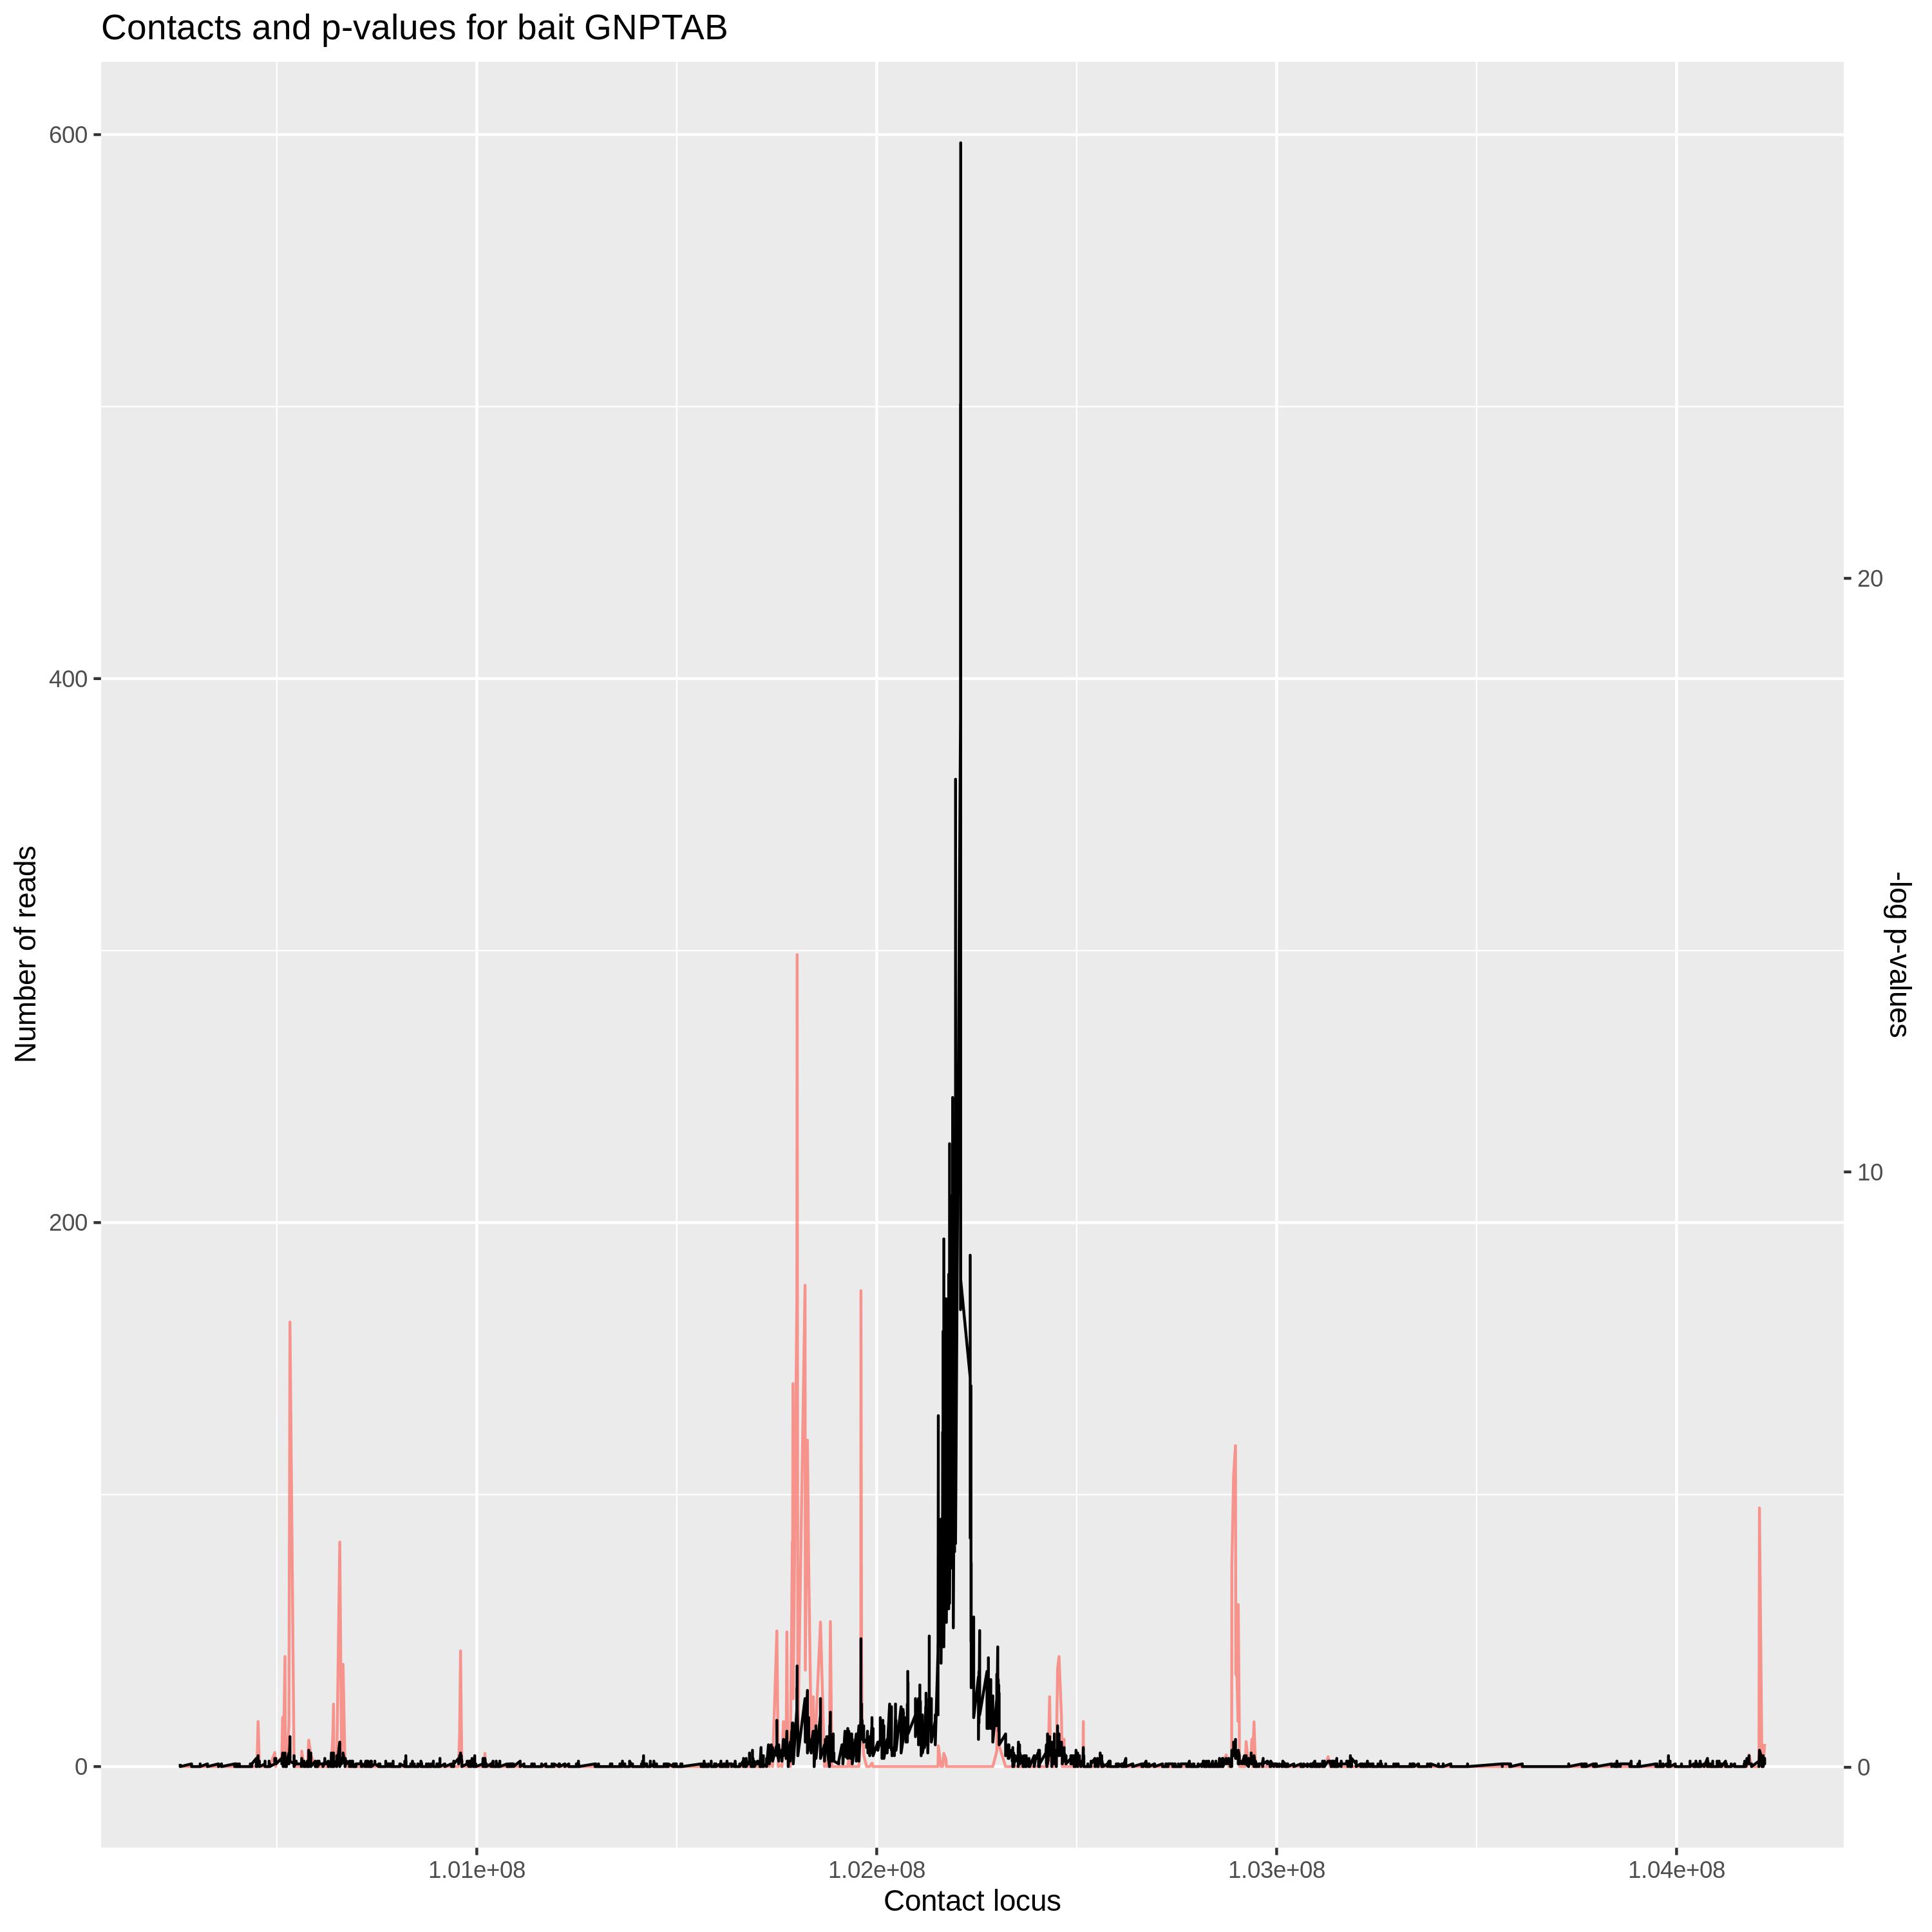 Contacts and p-values for bait GNPTAB
600
400
200
0
Number of reads
20
10
0
-log p-values
1.01e+08
1.02e+08
1.03e+08
1.04e+08
Contact locus